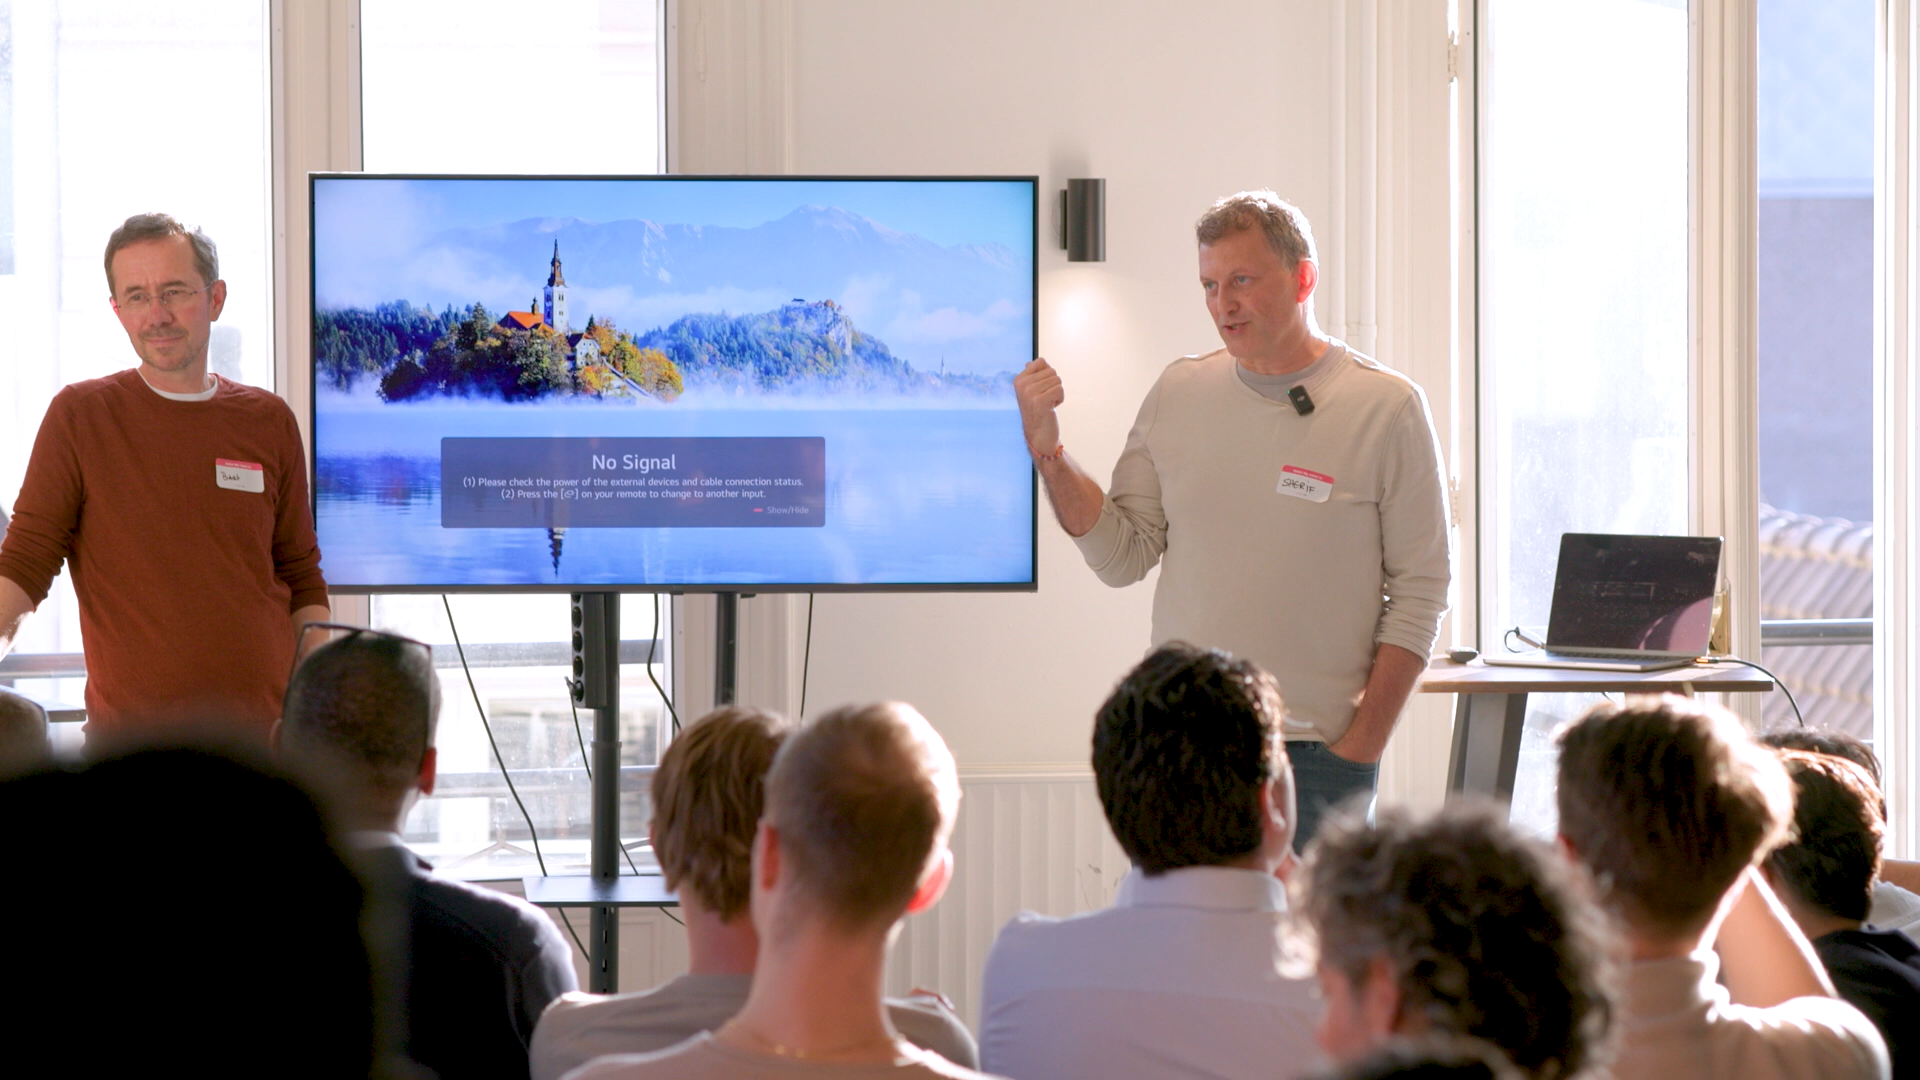 No Signal
(1) Please check the power of the external devices and cable connection status.
(2) Press the [] on your remote to change to another input.
Show/Hide
Bart
SHERIF